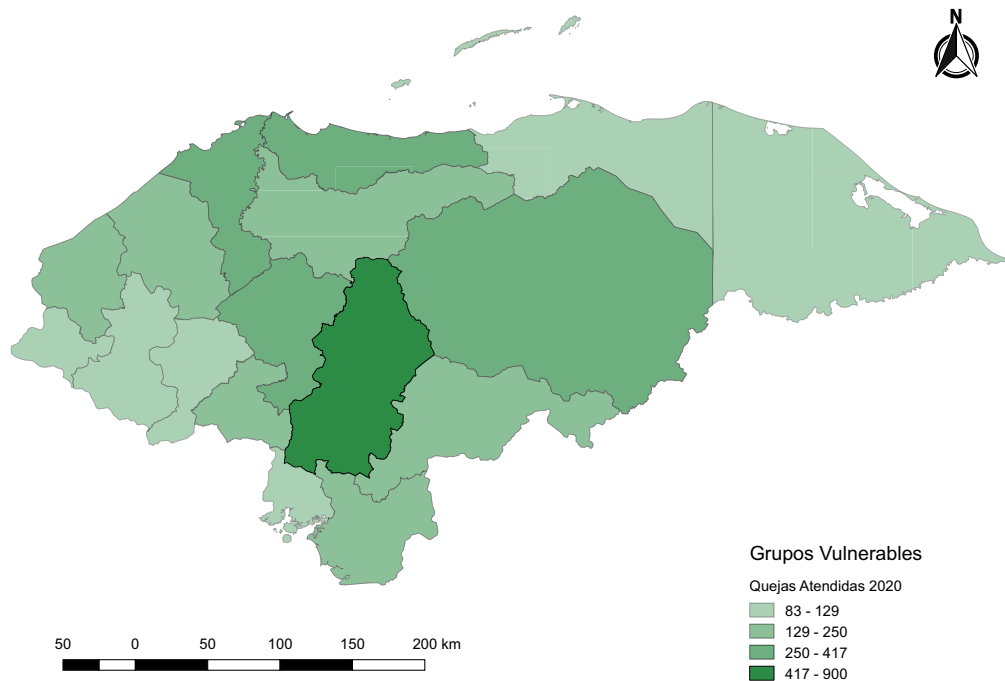 N
Grupos Vulnerables
Quejas Atendidas 2020
83 - 129
129 - 250
250 - 417
417 - 900
50 0 50 100 150 200 km